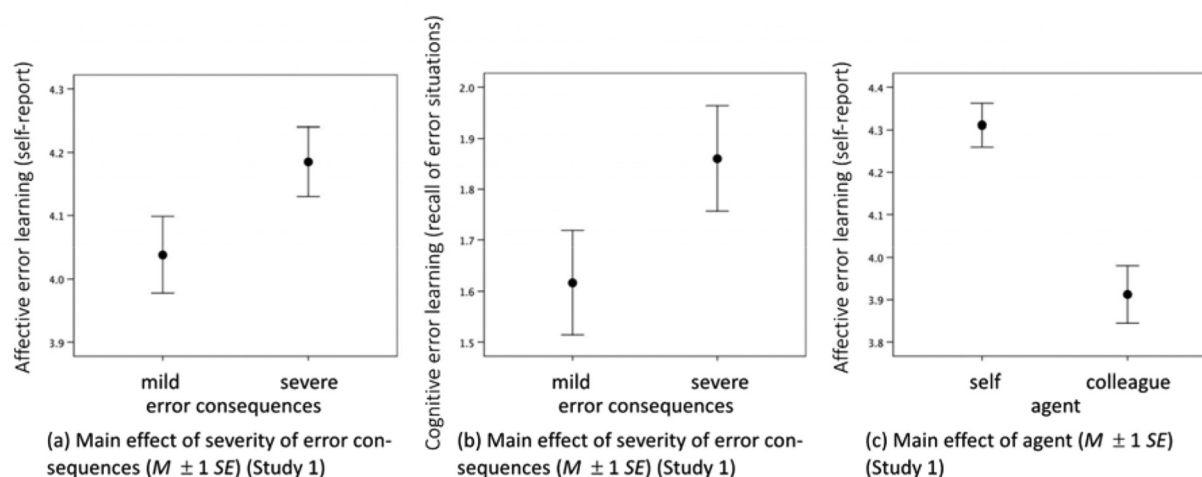 Affective error learning (self-report)
4.3
4.2
4.1
4.0
3.9
mild
severe
error consequences
(a) Main effect of severity of error con-
sequences (M ± 1 SE) (Study 1)
Cognitive error learning (recall of error situations)
2.0
1.9
1.8
1.7
1.6
1.5
mild
severe
error consequences
(b) Main effect of severity of error con-
sequences (M ± 1 SE) (Study 1)
Affective error learning (self-report)
4.4
4.3
4.2
4.1
4.0
3.9
3.8
self
colleague
agent
(c) Main effect of agent (M ± 1 SE)
(Study 1)